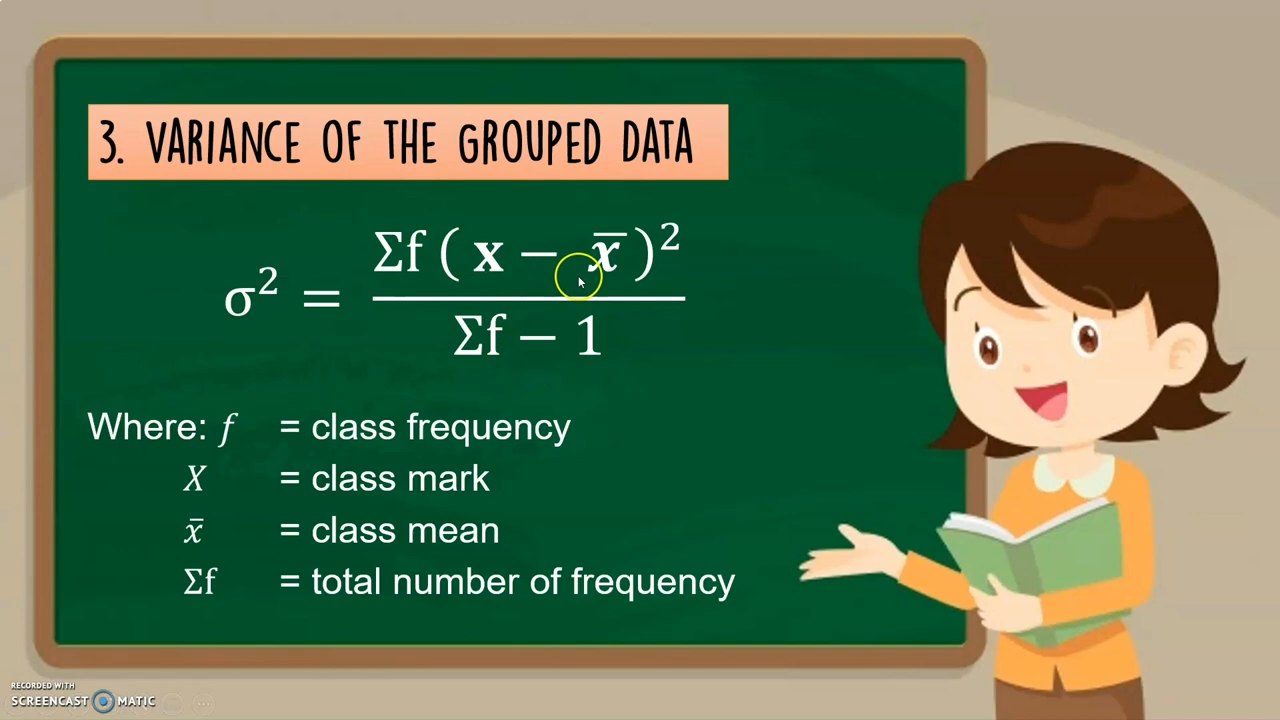 3. VARIANCE OF THE GROUPED DATA
σ² = Σf ( x − x̄ )² / Σf − 1
Where: f = class frequency
X = class mark
x̄ = class mean
Σf = total number of frequency
RECORDED WITH
SCREENCAST MATIC